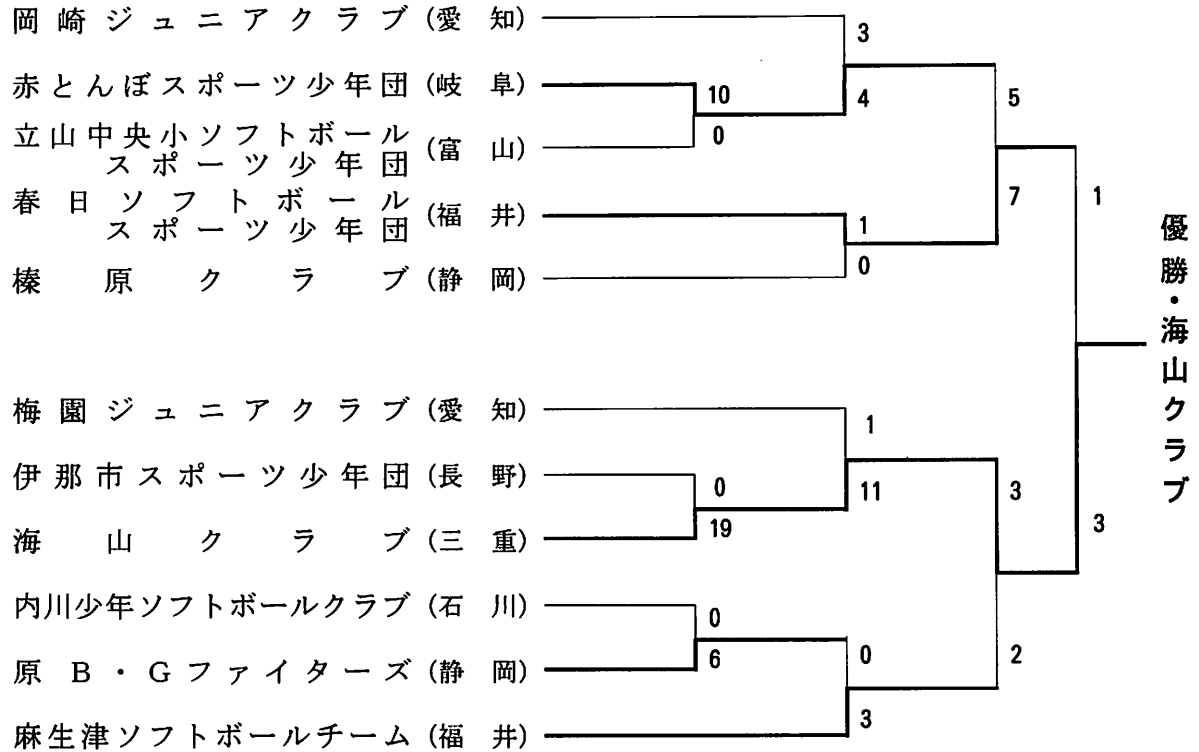 岡崎ジュニアクラブ(愛知)
3
赤とんぼスポーツ少年団(岐阜)
10
4
5
立山中央小ソフトボール
スポーツ少年団
(富山)
0
春日ソフトボール
スポーツ少年団
(福井)
1
7
1
榛原クラブ(静岡)
0
優勝・海山クラブ
梅園ジュニアクラブ(愛知)
1
伊那市スポーツ少年団(長野)
0
11
3
海山クラブ(三重)
19
3
内川少年ソフトボールクラブ(石川)
0
原B・Gファイターズ(静岡)
6
0
2
麻生津ソフトボールチーム(福井)
3